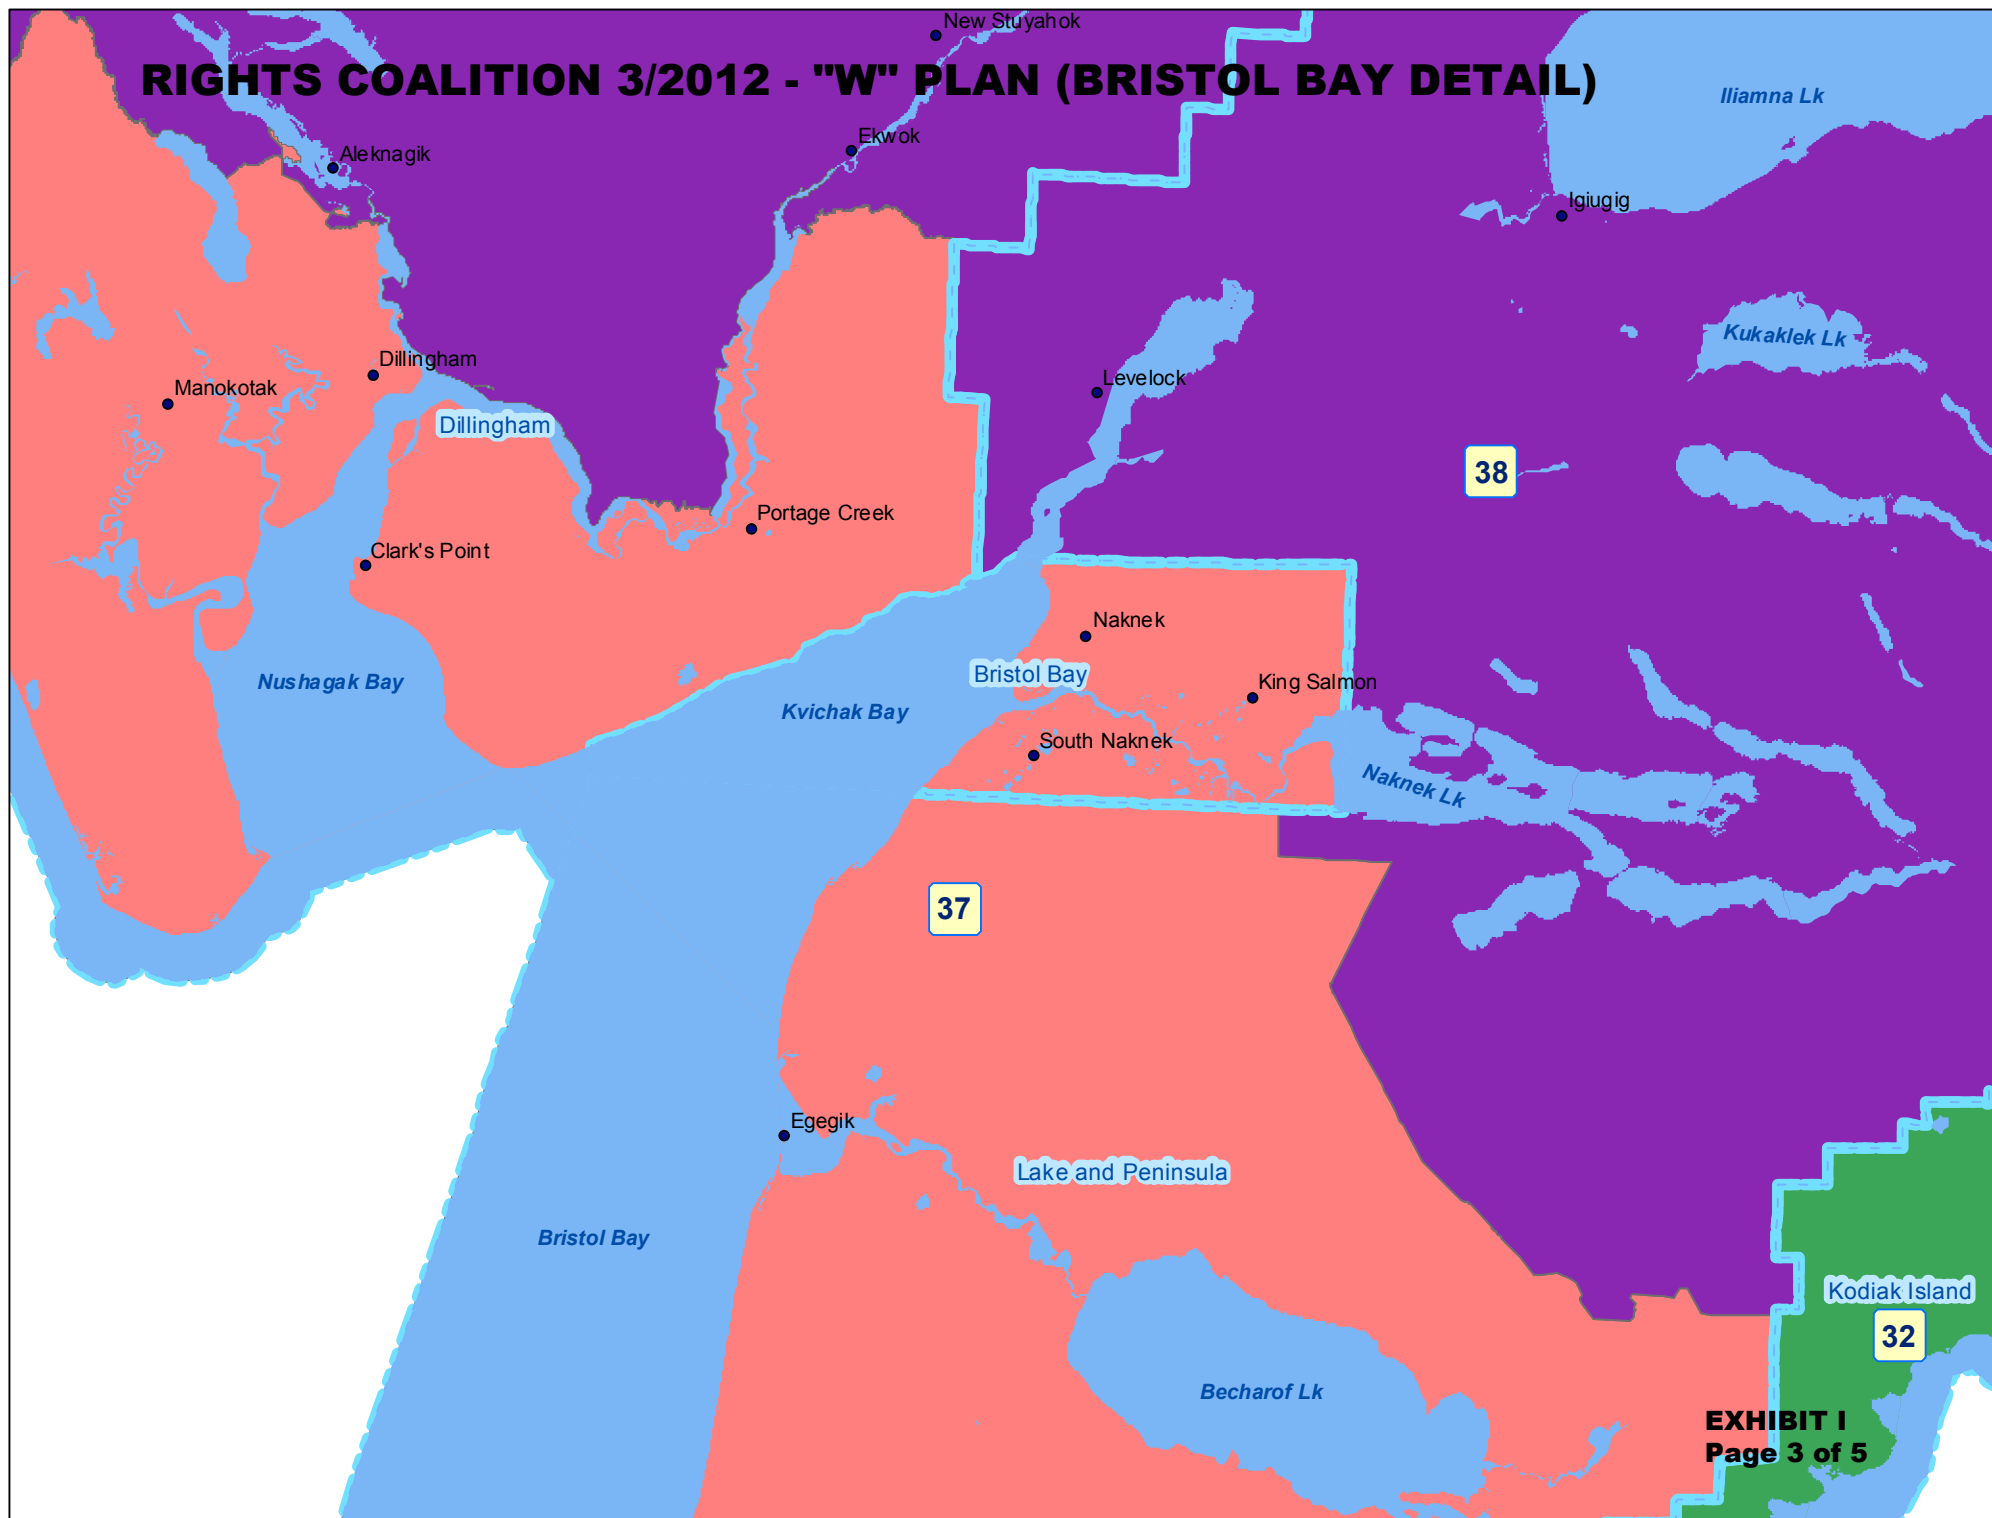 New Stuyahok
RIGHTS COALITION 3/2012 - "W" PLAN (BRISTOL BAY DETAIL)
Iliamna Lk
Ekwok
Aleknagik
Igiugig
Kukaklek Lk
Dillingham
Levelock
Manokotak
Dillingham
38
Portage Creek
Clark's Point
Naknek
Bristol Bay
King Salmon
Nushagak Bay
Kvichak Bay
South Naknek
Naknek Lk
37
Egegik
Lake and Peninsula
Bristol Bay
Kodiak Island
32
Becharof Lk
EXHIBIT I
Page 3 of 5